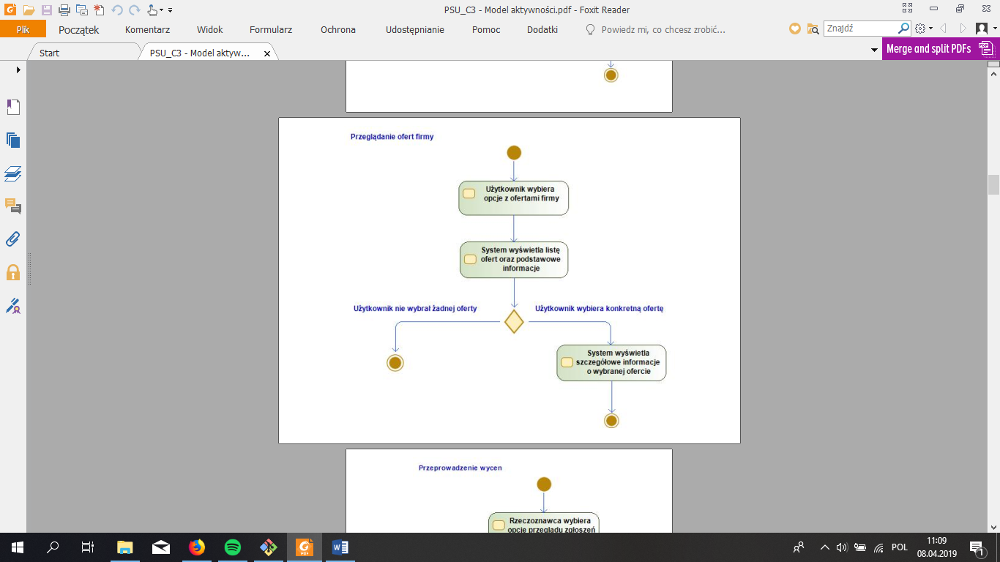 PSU_C3 - Model aktywności.pdf - Foxit Reader
Plik
Początek
Komentarz
Widok
Formularz
Ochrona
Udostępnianie
Pomoc
Dodatki
Powiedz mi, co chcesz zrobić...
Znajdź
Start
PSU_C3 - Model aktyw...
Merge and split PDFs
Przeglądanie ofert firmy
Użytkownik wybiera
opcje z ofertami firmy
System wyświetla listę
ofert oraz podstawowe
informacje
Użytkownik nie wybrał żadnej oferty
Użytkownik wybiera konkretną ofertę
System wyświetla
szczegółowe informacje
o wybranej ofercie
Przeprowadzenie wycen
Rzeczoznawca wybiera
opcję przeglądu zgłoszeń
PDF
POL
11:09
08.04.2019
1